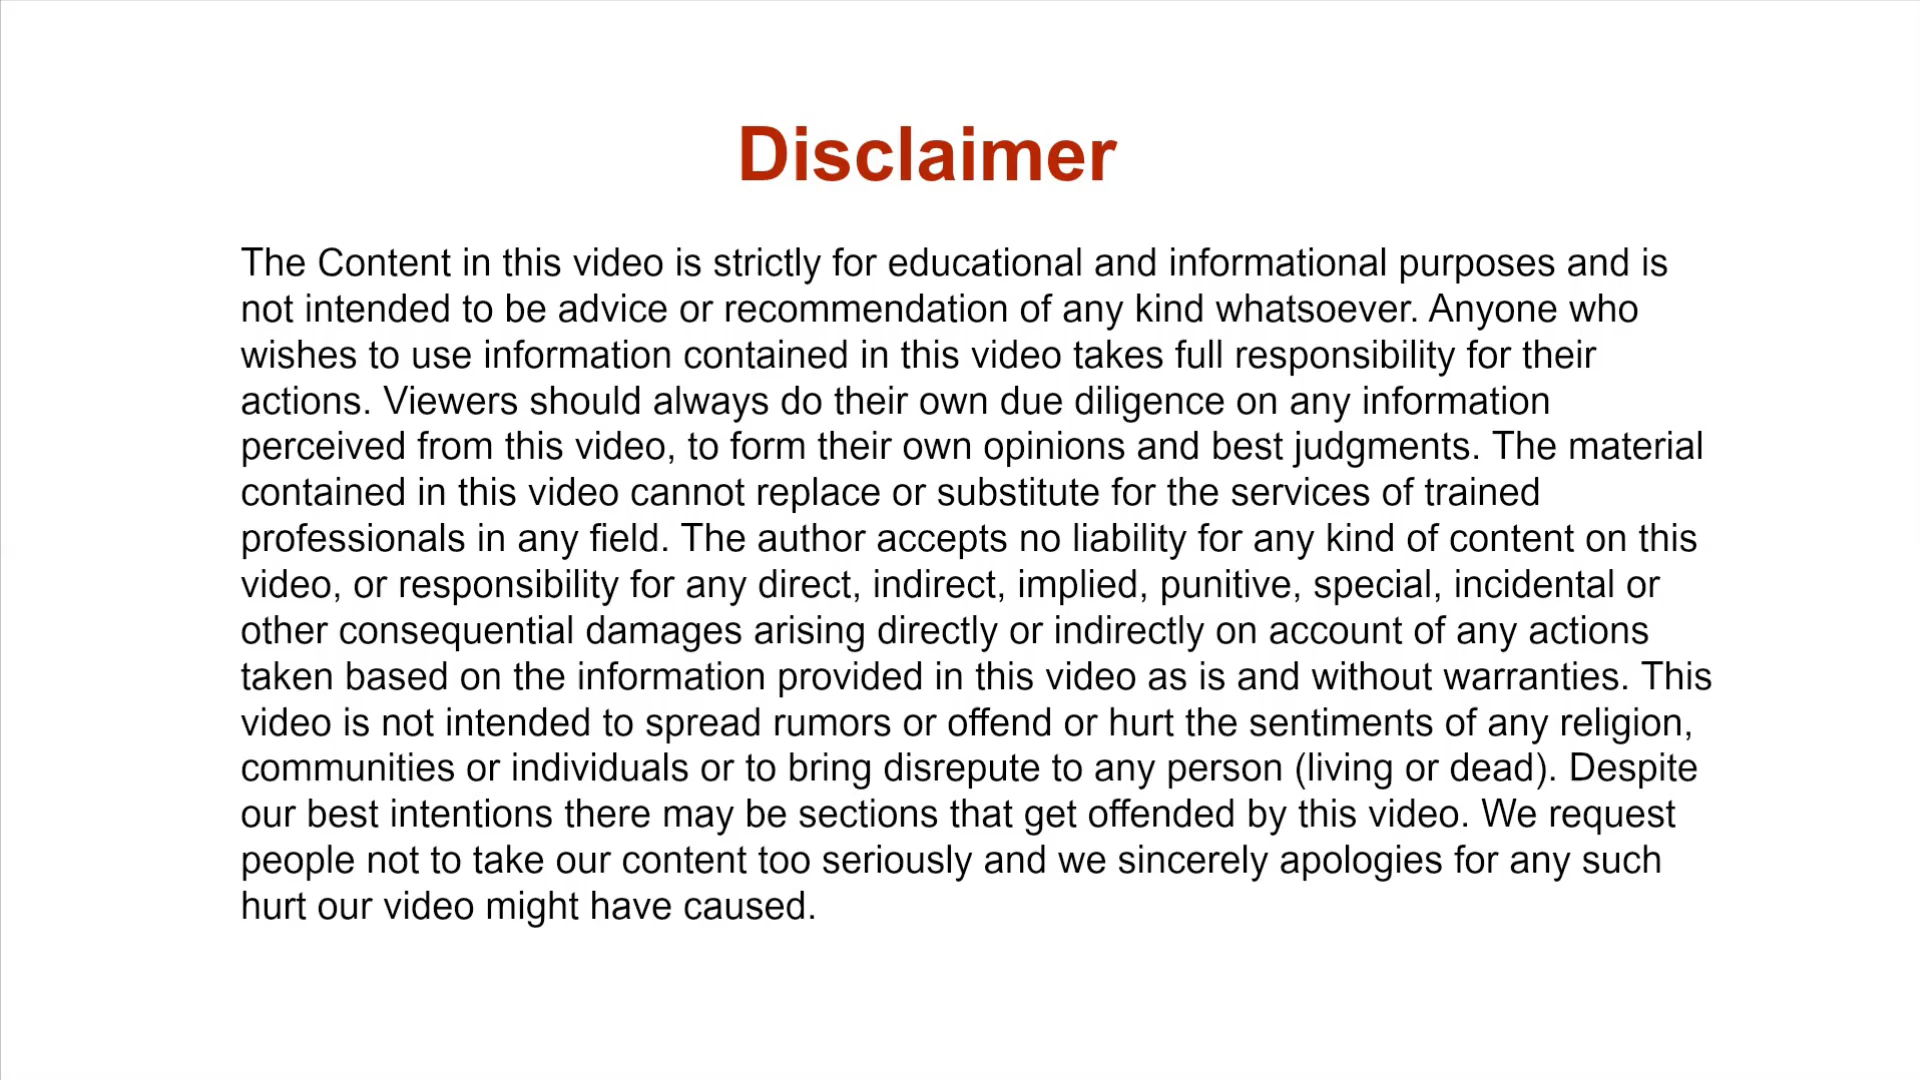 Disclaimer
The Content in this video is strictly for educational and informational purposes and is
not intended to be advice or recommendation of any kind whatsoever. Anyone who
wishes to use information contained in this video takes full responsibility for their
actions. Viewers should always do their own due diligence on any information
perceived from this video, to form their own opinions and best judgments. The material
contained in this video cannot replace or substitute for the services of trained
professionals in any field. The author accepts no liability for any kind of content on this
video, or responsibility for any direct, indirect, implied, punitive, special, incidental or
other consequential damages arising directly or indirectly on account of any actions
taken based on the information provided in this video as is and without warranties. This
video is not intended to spread rumors or offend or hurt the sentiments of any religion,
communities or individuals or to bring disrepute to any person (living or dead). Despite
our best intentions there may be sections that get offended by this video. We request
people not to take our content too seriously and we sincerely apologies for any such
hurt our video might have caused.